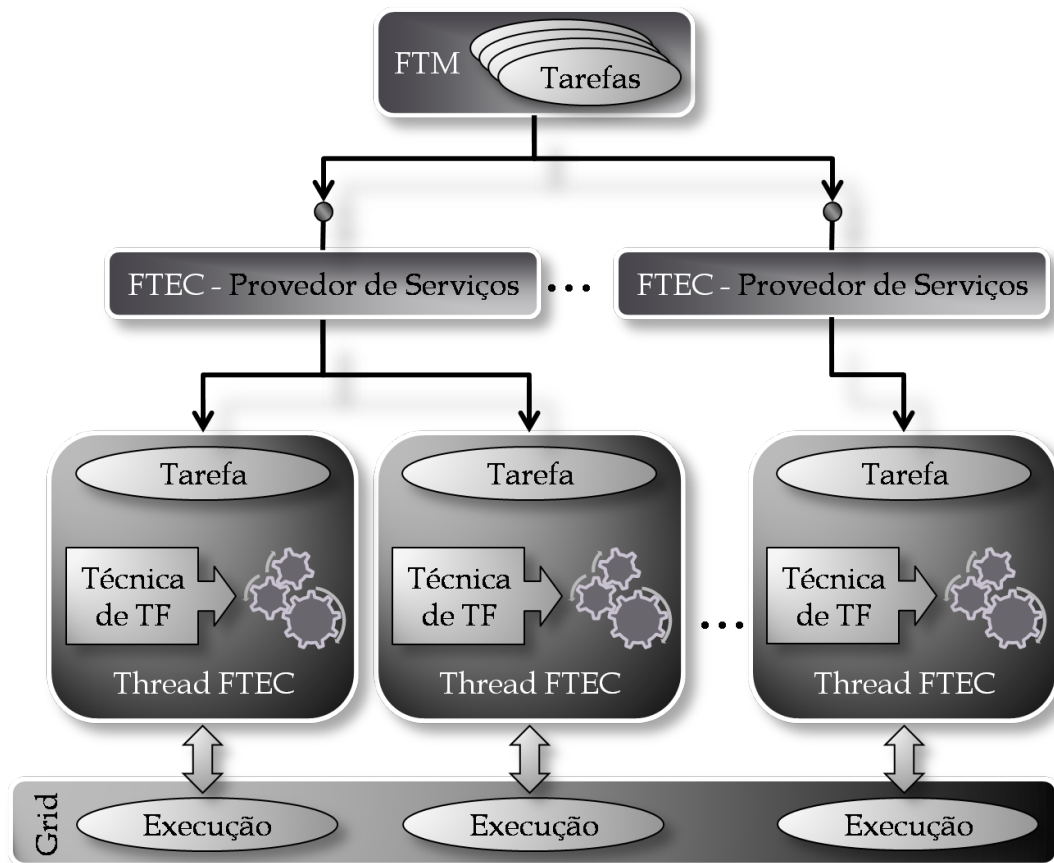 FTM
Tarefas
FTEC - Provedor de Serviços
...
FTEC - Provedor de Serviços
Tarefa
Tarefa
Tarefa
Técnica
de TF
Técnica
de TF
...
Técnica
de TF
Thread FTEC
Thread FTEC
Thread FTEC
Grid
Execução
Execução
Execução